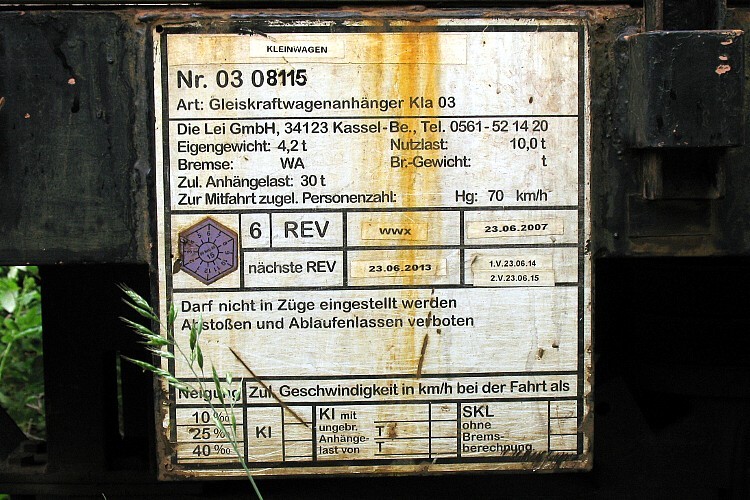 KLEINWAGEN
Nr. 03 08115
Art: Gleiskraftwagenanhänger Kla 03
Die Lei GmbH, 34123 Kassel-Be., Tel. 0561-52 14 20
Eigengewicht: 4,2 t Nutzlast: 10,0 t
Bremse: WA Br.-Gewicht: t
Zul. Anhängelast: 30 t
Zur Mitfahrt zugel. Personenzahl: Hg: 70 km/h
6 REV wwx 23.06.2007
nächste REV 23.06.2013 1.V.23.06.14
2.V.23.06.15
Darf nicht in Züge eingestellt werden
Abstoßen und Ablaufenlassen verboten
Neigung Zul. Geschwindigkeit in km/h bei der Fahrt als
10 ‰ Kl Kl mit SKL
25 ‰ ungebr. T ohne
40 ‰ Anhänge- Brems-
last von T berechnung